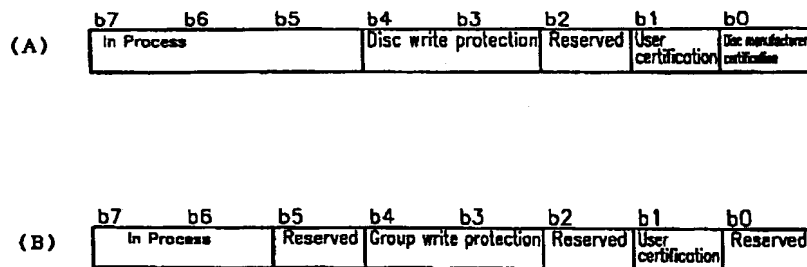 b7 b6 b5 b4 b3 b2 b1 b0
(A) In Process Disc write protection Reserved User certification Disc manufacturer certification
b7 b6 b5 b4 b3 b2 b1 b0
(B) In Process Reserved Group write protection Reserved User certification Reserved